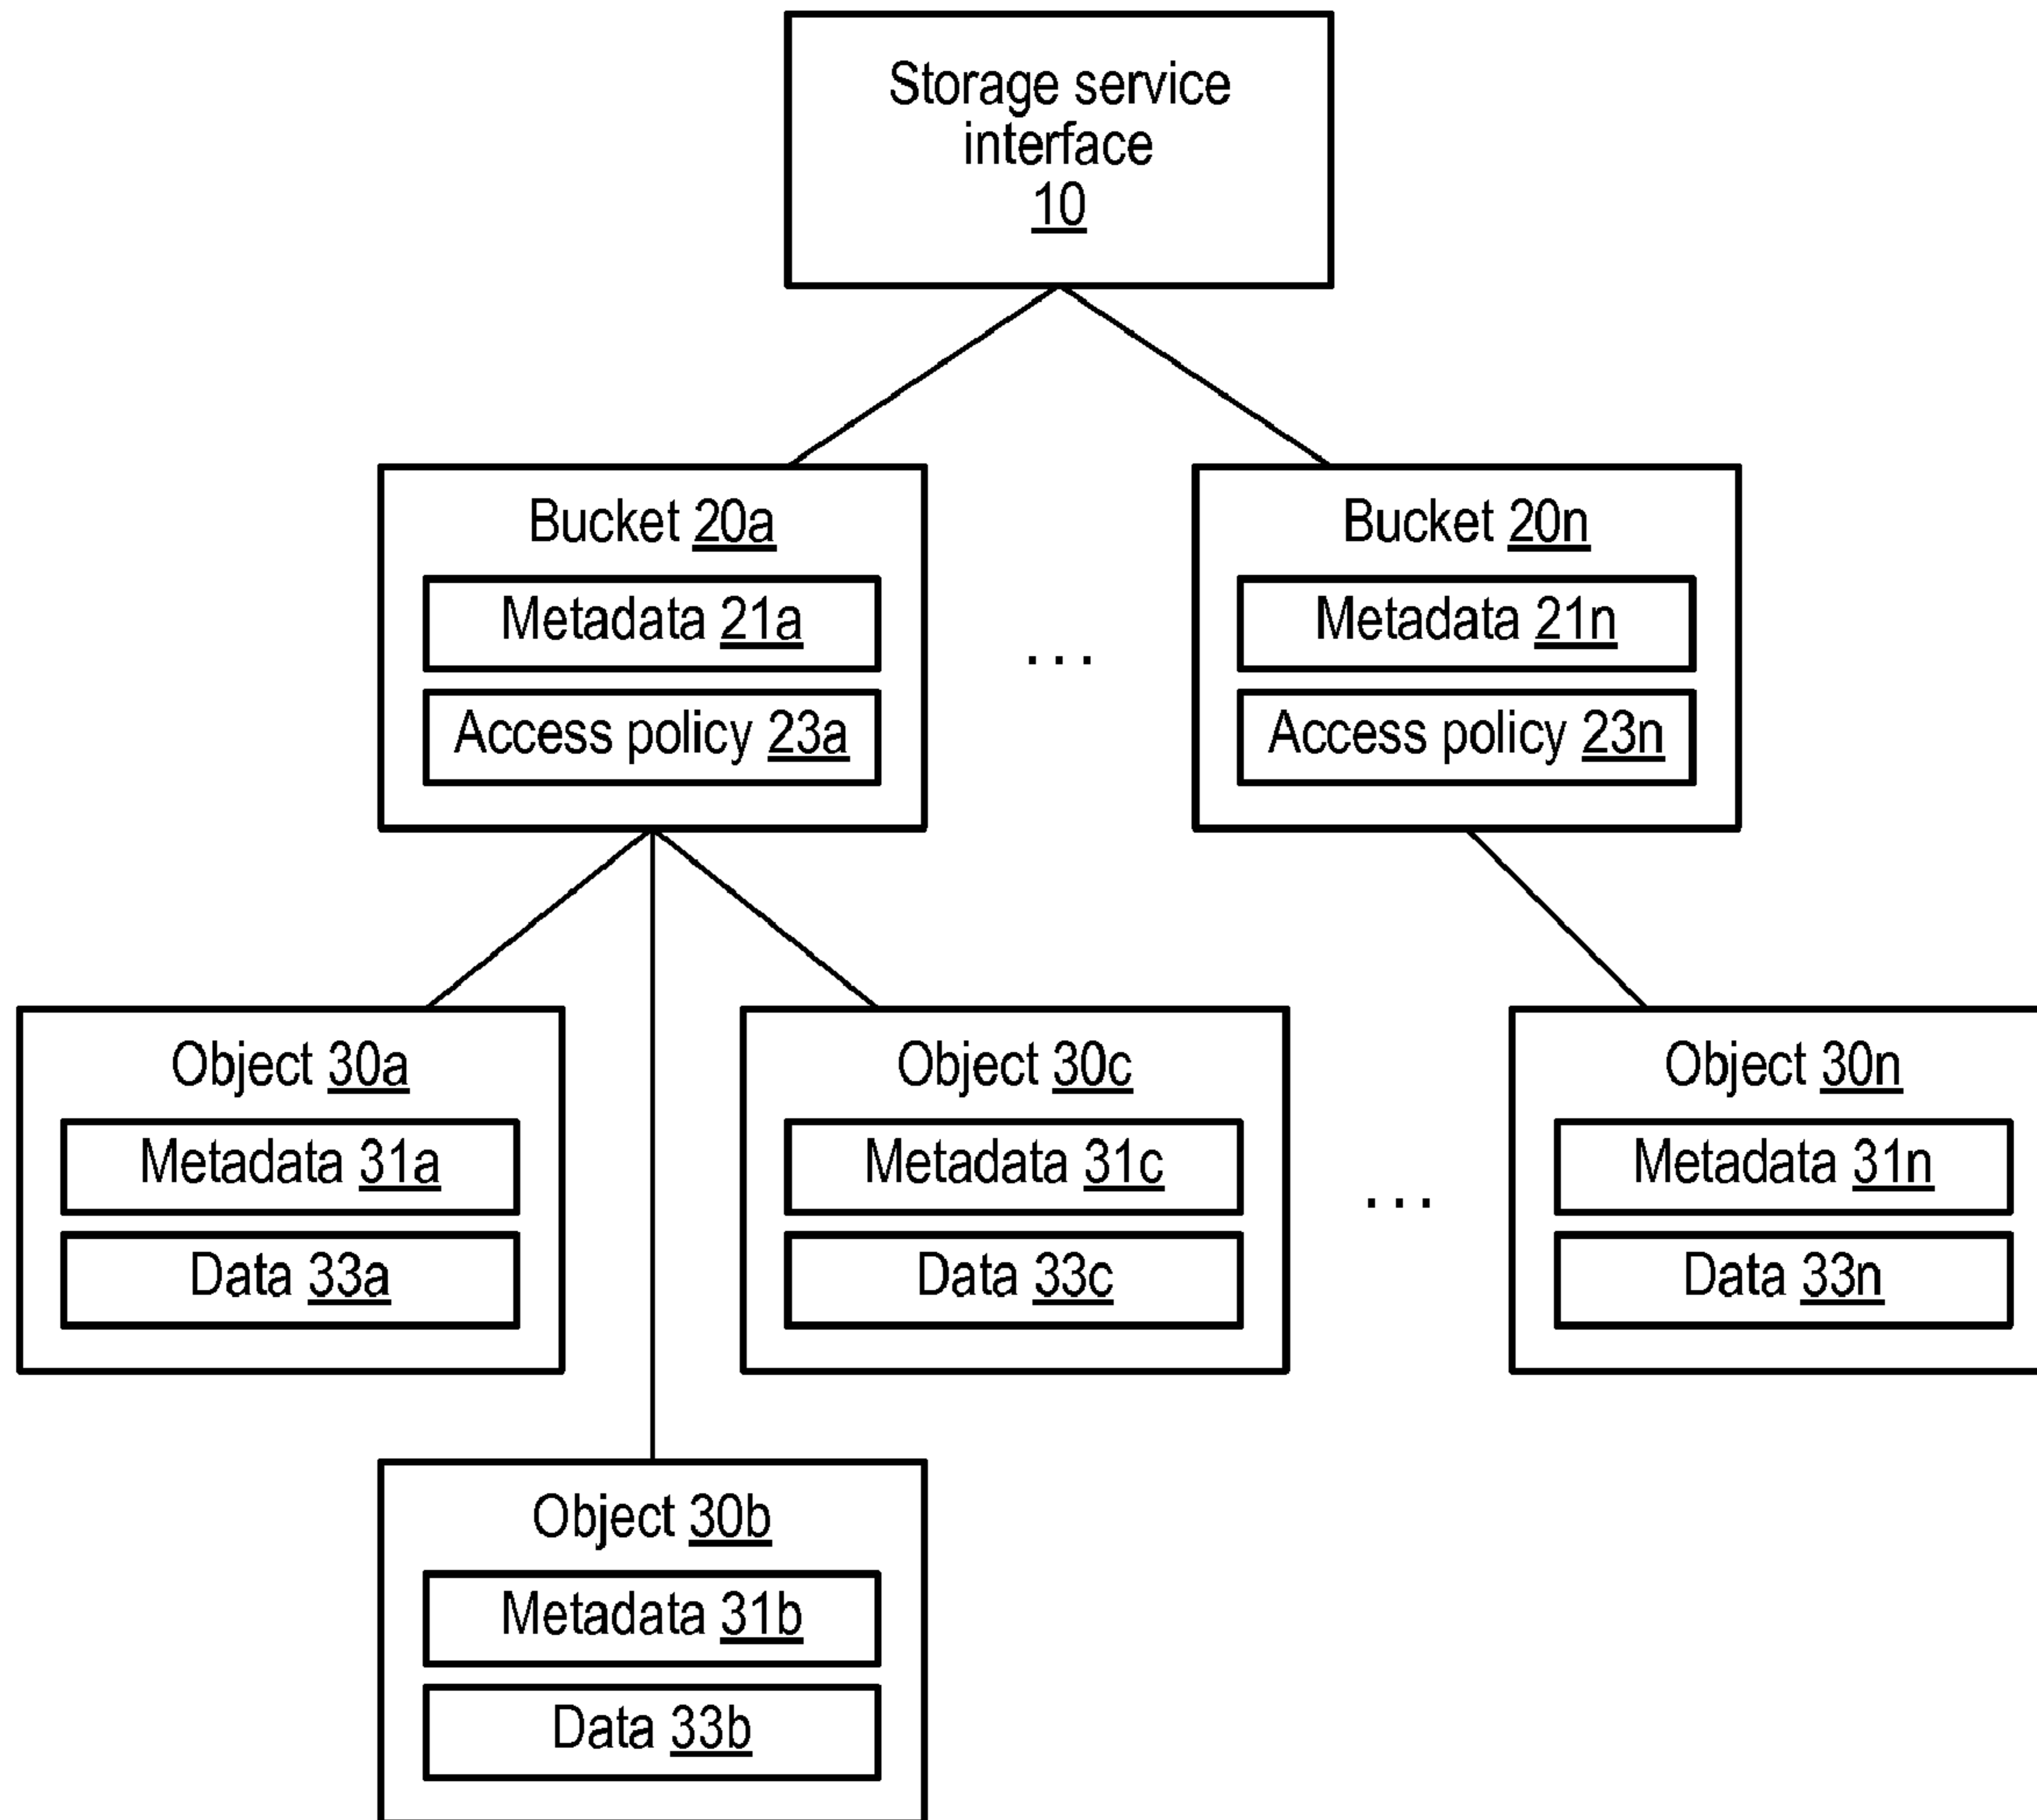 Storage service
interface
10
Bucket 20a
Metadata 21a
Access policy 23a
...
Bucket 20n
Metadata 21n
Access policy 23n
Object 30a
Metadata 31a
Data 33a
Object 30c
Metadata 31c
Data 33c
...
Object 30n
Metadata 31n
Data 33n
Object 30b
Metadata 31b
Data 33b